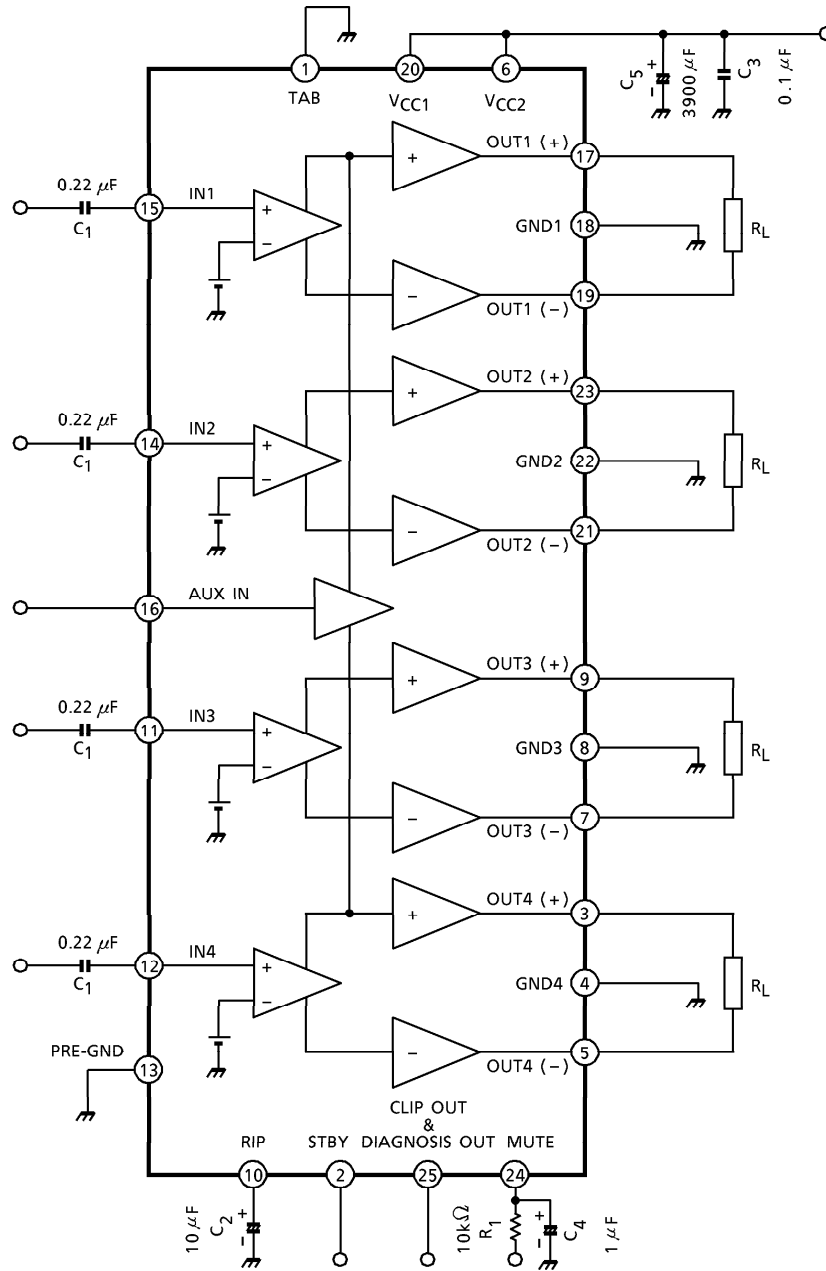 1
TAB
20
VCC1
6
VCC2
C5
+
-
3900 μF
C3
0.1 μF
0.22 μF
C1
15
IN1
+
−
+
−
OUT1 (+)
17
GND1
18
19
OUT1 (−)
RL
0.22 μF
C1
14
IN2
+
−
+
−
OUT2 (+)
23
GND2
22
21
OUT2 (−)
RL
16
AUX IN
0.22 μF
C1
11
IN3
+
−
+
−
OUT3 (+)
9
GND3
8
7
OUT3 (−)
RL
0.22 μF
C1
12
IN4
+
−
+
−
OUT4 (+)
3
GND4
4
5
OUT4 (−)
RL
PRE-GND
13
CLIP OUT
&
RIP STBY DIAGNOSIS OUT MUTE
10
2
25
24
10 μF
C2
+
-
10kΩ
R1
+
-
C4
1 μF